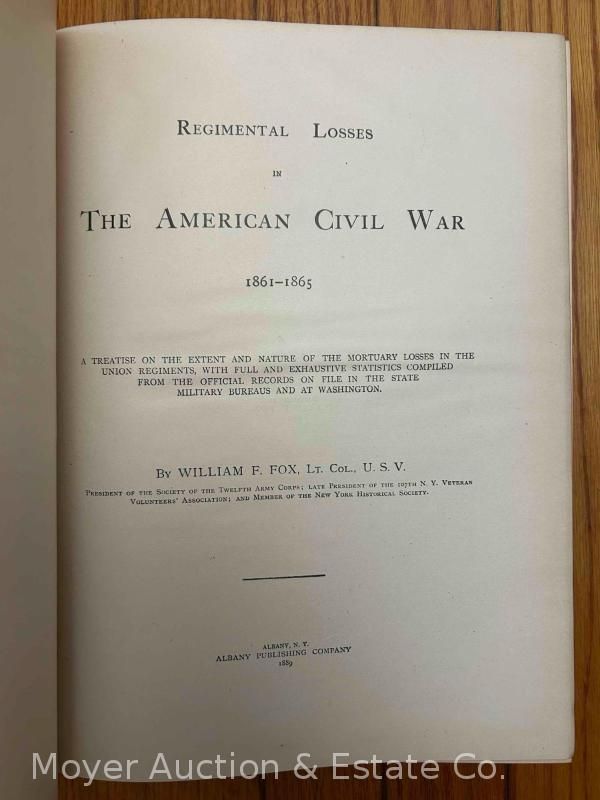 Regimental Losses
in
The American Civil War
1861–1865
A TREATISE ON THE EXTENT AND NATURE OF THE MORTUARY LOSSES IN THE
UNION REGIMENTS, WITH FULL AND EXHAUSTIVE STATISTICS COMPILED
FROM THE OFFICIAL RECORDS ON FILE IN THE STATE
MILITARY BUREAUS AND AT WASHINGTON.
By WILLIAM F. FOX, Lt. Col., U. S. V.
President of the Society of the Twelfth Army Corps; late President of the 107th N. Y. Veteran
Volunteers' Association; and Member of the New York Historical Society.
ALBANY, N. Y.
ALBANY PUBLISHING COMPANY
1889
Moyer Auction & Estate Co.